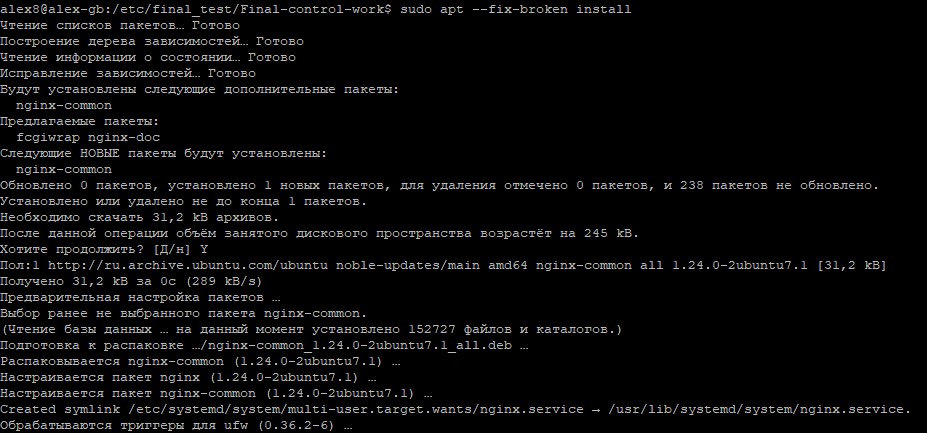 alex8@alex-gb:/etc/final_test/Final-control-work$ sudo apt --fix-broken install
Чтение списков пакетов… Готово
Построение дерева зависимостей… Готово
Чтение информации о состоянии… Готово
Исправление зависимостей… Готово
Будут установлены следующие дополнительные пакеты:
  nginx-common
Предлагаемые пакеты:
  fcgiwrap nginx-doc
Следующие НОВЫЕ пакеты будут установлены:
  nginx-common
Обновлено 0 пакетов, установлено 1 новых пакетов, для удаления отмечено 0 пакетов, и 238 пакетов не обновлено.
Установлено или удалено не до конца 1 пакетов.
Необходимо скачать 31,2 kB архивов.
После данной операции объём занятого дискового пространства возрастёт на 245 kB.
Хотите продолжить? [Д/н] Y
Пол:1 http://ru.archive.ubuntu.com/ubuntu noble-updates/main amd64 nginx-common all 1.24.0-2ubuntu7.1 [31,2 kB]
Получено 31,2 kB за 0с (289 kB/s)
Предварительная настройка пакетов …
Выбор ранее не выбранного пакета nginx-common.
(Чтение базы данных … на данный момент установлено 152727 файлов и каталогов.)
Подготовка к распаковке …/nginx-common_1.24.0-2ubuntu7.1_all.deb …
Распаковывается nginx-common (1.24.0-2ubuntu7.1) …
Настраивается пакет nginx (1.24.0-2ubuntu7.1) …
Настраивается пакет nginx-common (1.24.0-2ubuntu7.1) …
Created symlink /etc/systemd/system/multi-user.target.wants/nginx.service → /usr/lib/systemd/system/nginx.service.
Обрабатываются триггеры для ufw (0.36.2-6) …